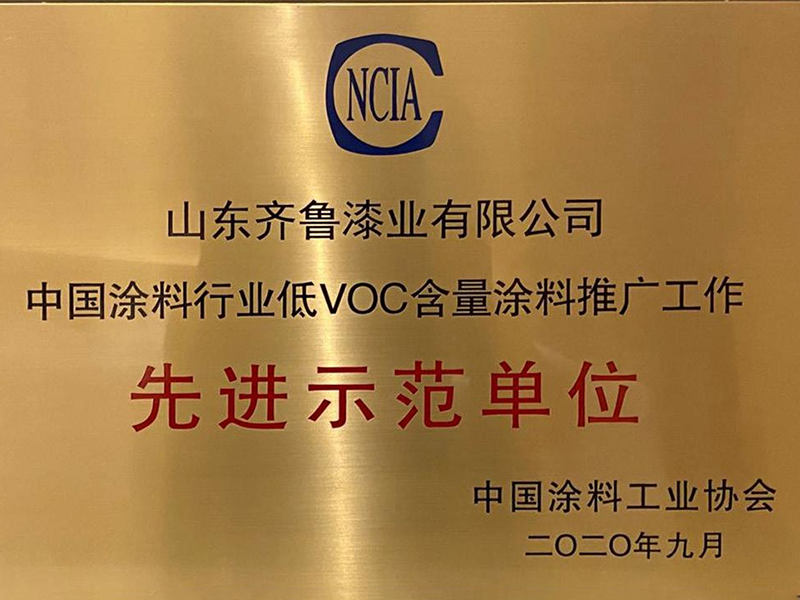 NCIA
山东齐鲁漆业有限公司
中国涂料行业低VOC含量涂料推广工作
先进示范单位
中国涂料工业协会
二〇二〇年九月